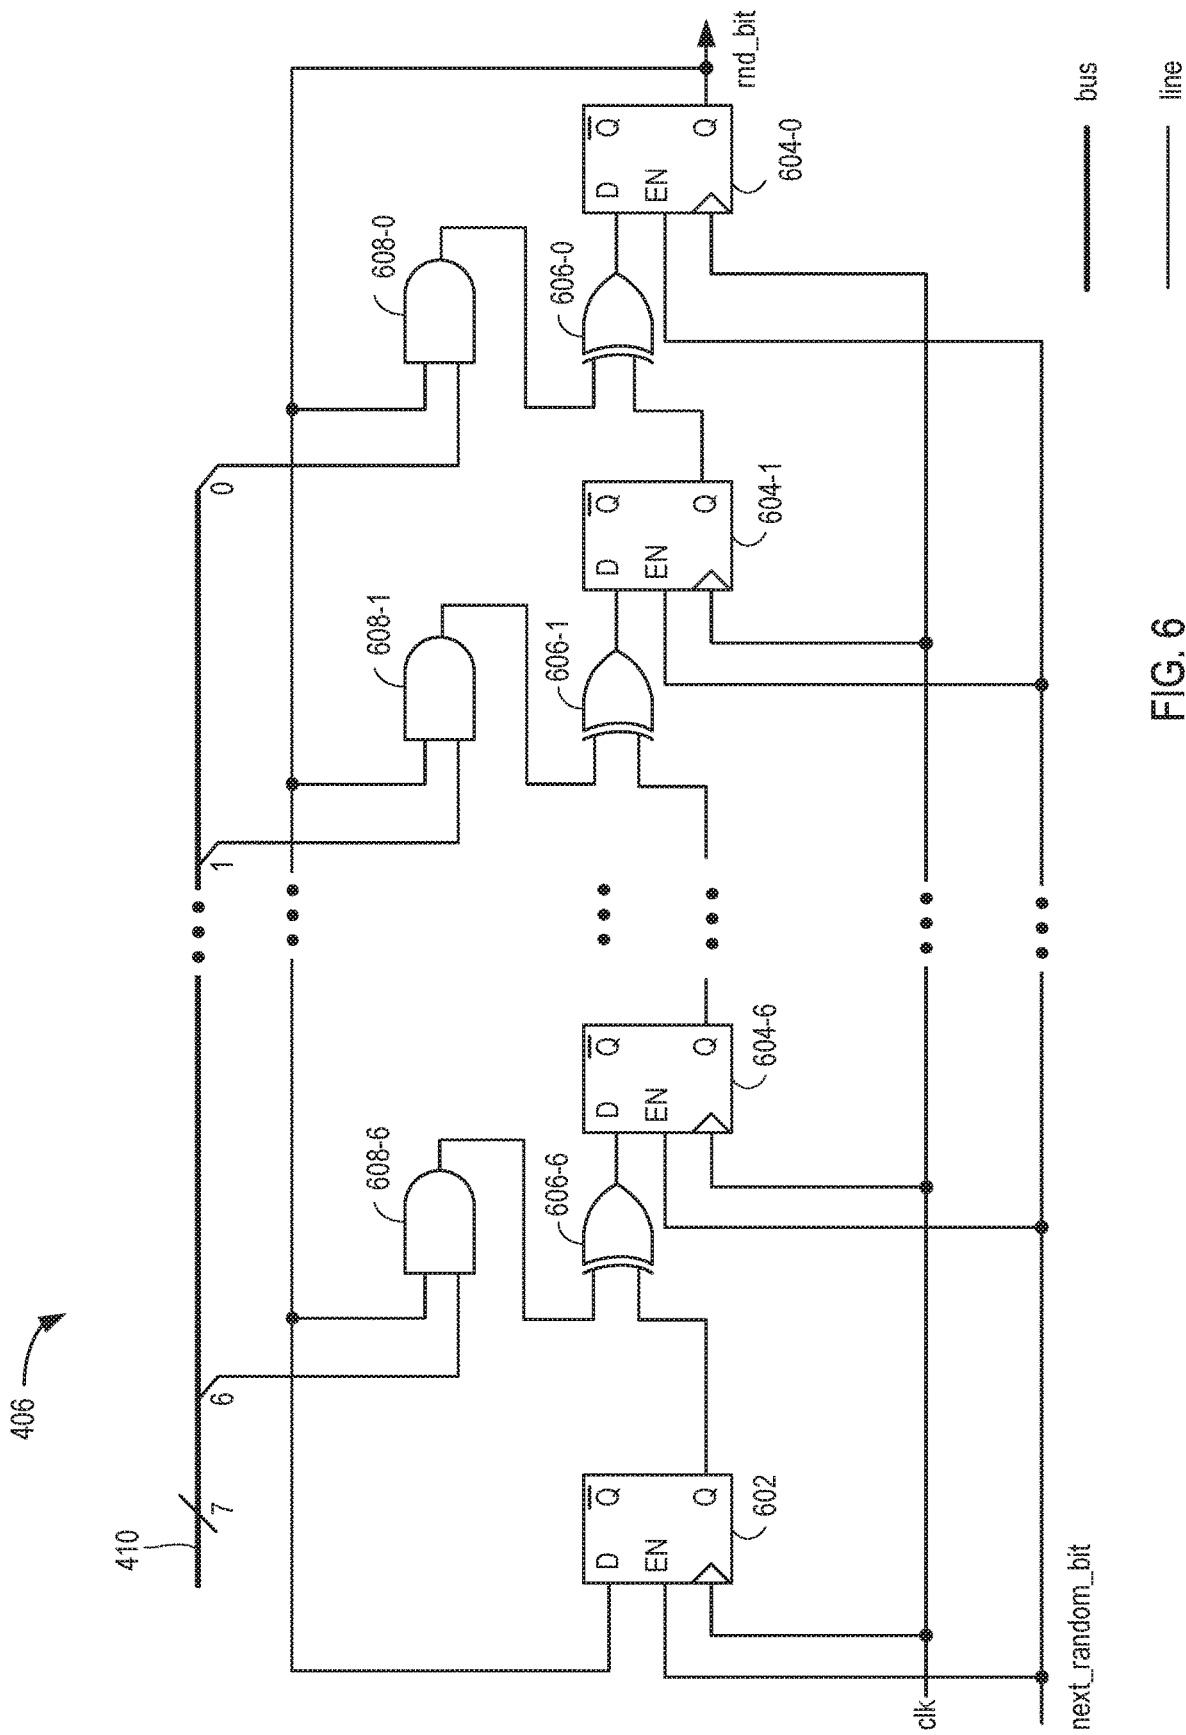 406
410
7
6
1
0
608-6
608-1
608-0
606-6
606-1
606-0
D
Q
EN
Q
602
D
Q
EN
Q
604-6
D
Q
EN
Q
604-1
D
Q
EN
Q
604-0
rnd_bit
clk
next_random_bit
bus
line
FIG. 6